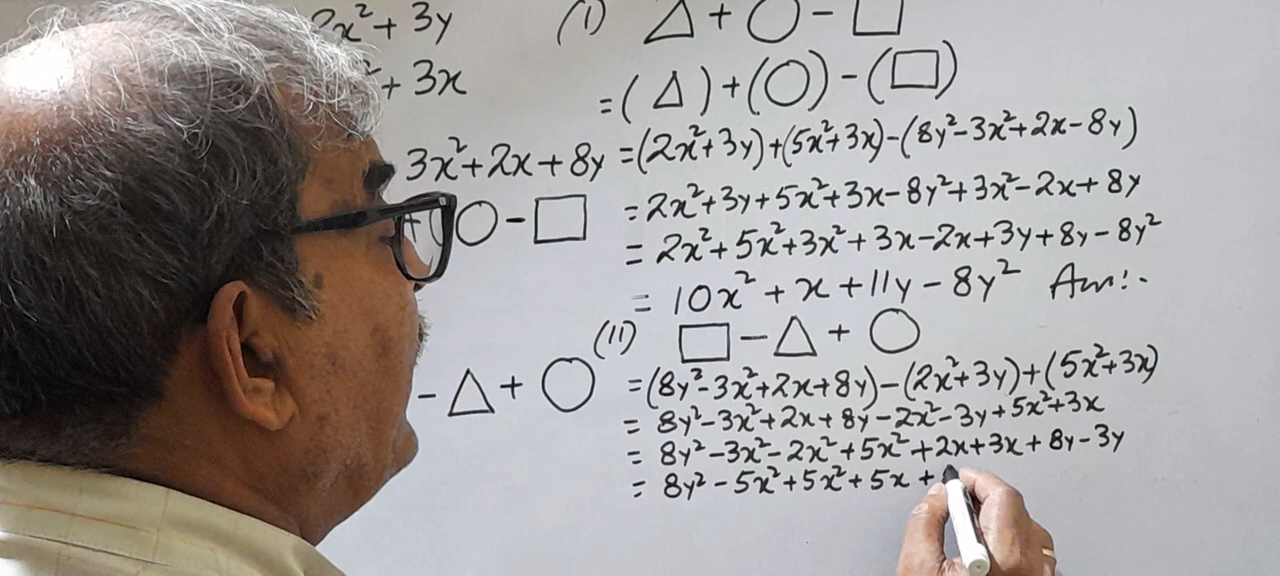 2x² + 3y
² + 3x
3x² + 2x + 8y
+ ○ - □
- △ + ○
(I) △ + ○ - □
= (△) + (○) - (□)
= (2x² + 3y) + (5x² + 3x) - (8y² - 3x² + 2x - 8y)
= 2x² + 3y + 5x² + 3x - 8y² + 3x² - 2x + 8y
= 2x² + 5x² + 3x² + 3x - 2x + 3y + 8y - 8y²
= 10x² + x + 11y - 8y² Ans:.
(II) □ - △ + ○
= (8y² - 3x² + 2x + 8y) - (2x² + 3y) + (5x² + 3x)
= 8y² - 3x² + 2x + 8y - 2x² - 3y + 5x² + 3x
= 8y² - 3x² - 2x² + 5x² + 2x + 3x + 8y - 3y
= 8y² - 5x² + 5x² + 5x +